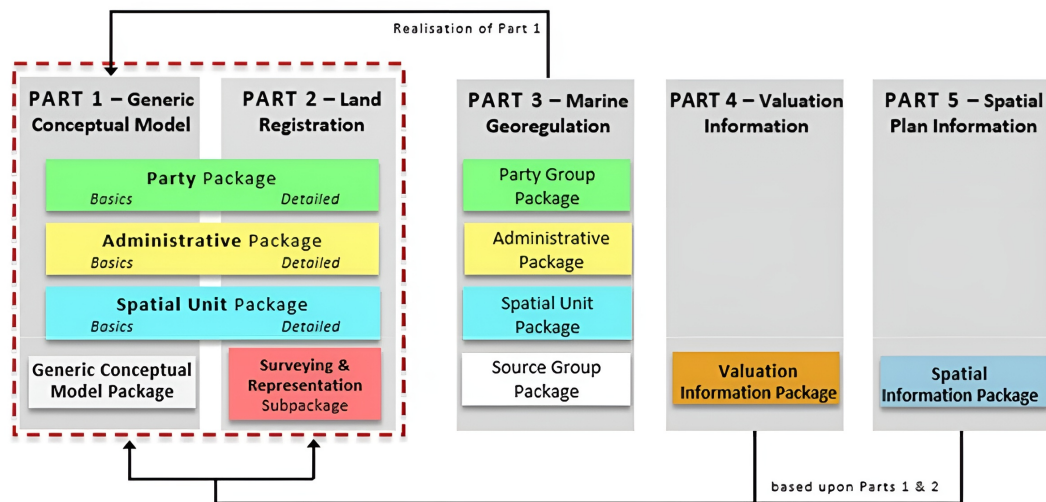 Realisation of Part 1
PART 1 – Generic
Conceptual Model
PART 2 – Land
Registration
PART 3 – Marine
Georegulation
PART 4 – Valuation
Information
PART 5 – Spatial
Plan Information
Party Package
Basics
Detailed
Administrative Package
Basics
Detailed
Spatial Unit Package
Basics
Detailed
Generic Conceptual
Model Package
Surveying &
Representation
Subpackage
Party Group
Package
Administrative
Package
Spatial Unit
Package
Source Group
Package
Valuation
Information Package
Spatial
Information Package
based upon Parts 1 & 2